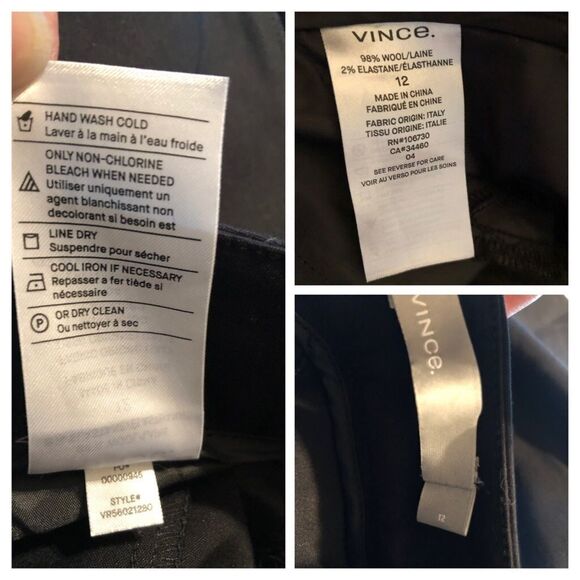 HAND WASH COLD
Laver à la main à l'eau froide
ONLY NON-CHLORINE
BLEACH WHEN NEEDED
Utiliser uniquement un
agent blanchissant non
decolorant si besoin est
LINE DRY
Suspendre pour sécher
COOL IRON IF NECESSARY
Repasser a fer tiède si
nécessaire
P
OR DRY CLEAN
Ou nettoyer à sec
PO#
00000946
STYLE#
VR56021280
VINCE.
98% WOOL/LAINE
2% ELASTANE/ÉLASTHANNE
12
MADE IN CHINA
FABRIQUÉ EN CHINE
FABRIC ORIGIN: ITALY
TISSU ORIGINE: ITALIE
RN#106730
CA#34460
04
SEE REVERSE FOR CARE
VOIR AU VERSO POUR LES SOINS
VINCE.
12